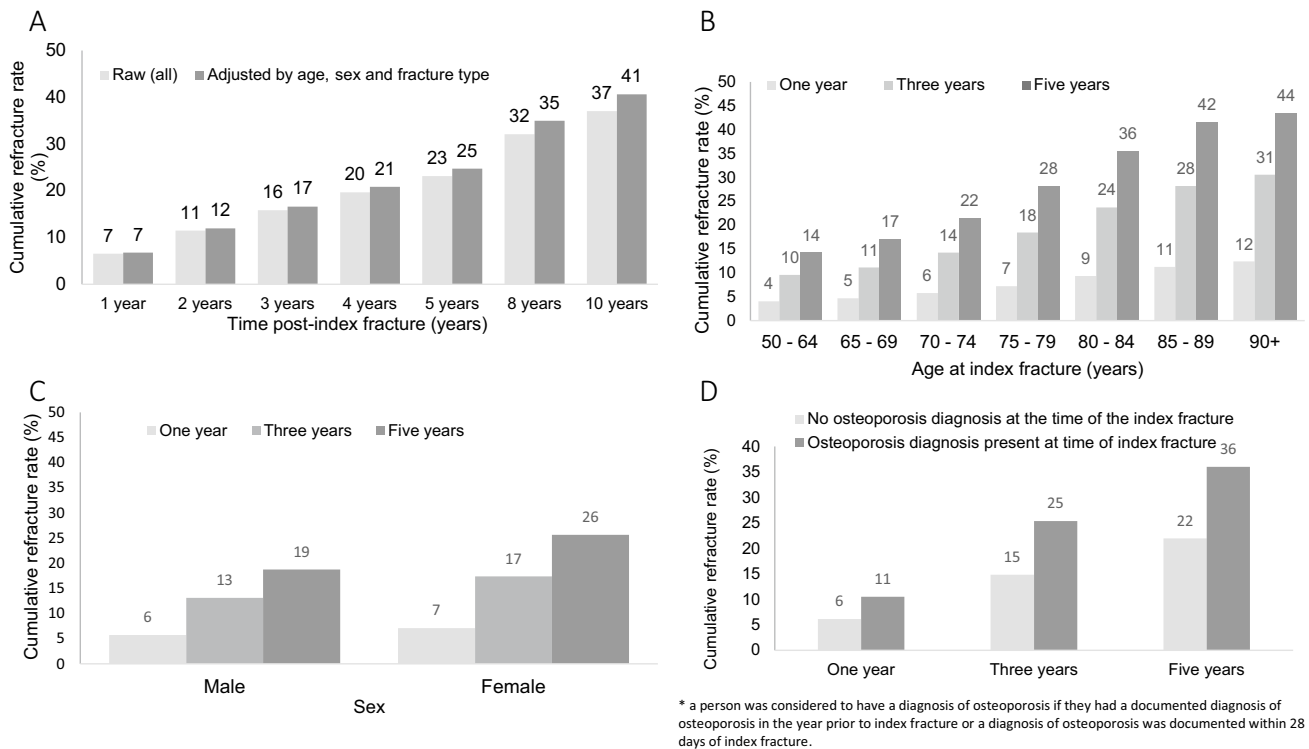 A
Cumulative refracture rate
(%)
50
40
30
20
10
0
Raw (all)
Adjusted by age, sex and fracture type
7 7
11 12
16 17
20 21
23 25
32 35
37 41
1 year 2 years 3 years 4 years 5 years 8 years 10 years
Time post-index fracture (years)
B
Cumulative refracture rate (%)
50
45
40
35
30
25
20
15
10
5
0
One year Three years Five years
4 10 14
5 11 17
6 14 22
7 18 28
9 24 36
11 28 42
12 31 44
50 - 64 65 - 69 70 - 74 75 - 79 80 - 84 85 - 89 90+
Age at index fracture (years)
C
Cumulative refracture rate (%)
50
45
40
35
30
25
20
15
10
5
0
One year Three years Five years
6 13 19
7 17 26
Male Female
Sex
D
No osteoporosis diagnosis at the time of the index fracture
Osteoporosis diagnosis present at time of index fracture
Cumulative refracture rate (%)
40
35
30
25
20
15
10
5
0
6 11
15 25
22 36
One year Three years Five years
* a person was considered to have a diagnosis of osteoporosis if they had a documented diagnosis of
osteoporosis in the year prior to index fracture or a diagnosis of osteoporosis was documented within 28
days of index fracture.